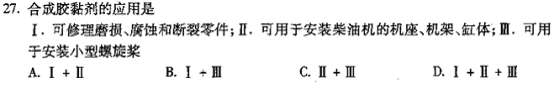 27. 合成胶黏剂的应用是
Ⅰ. 可修理磨损、腐蚀和断裂零件；Ⅱ. 可用于安装柴油机的机座、机架、缸体；Ⅲ. 可用
于安装小型螺旋桨
A. Ⅰ+Ⅱ B. Ⅰ+Ⅲ C. Ⅱ+Ⅲ D. Ⅰ+Ⅱ+Ⅲ